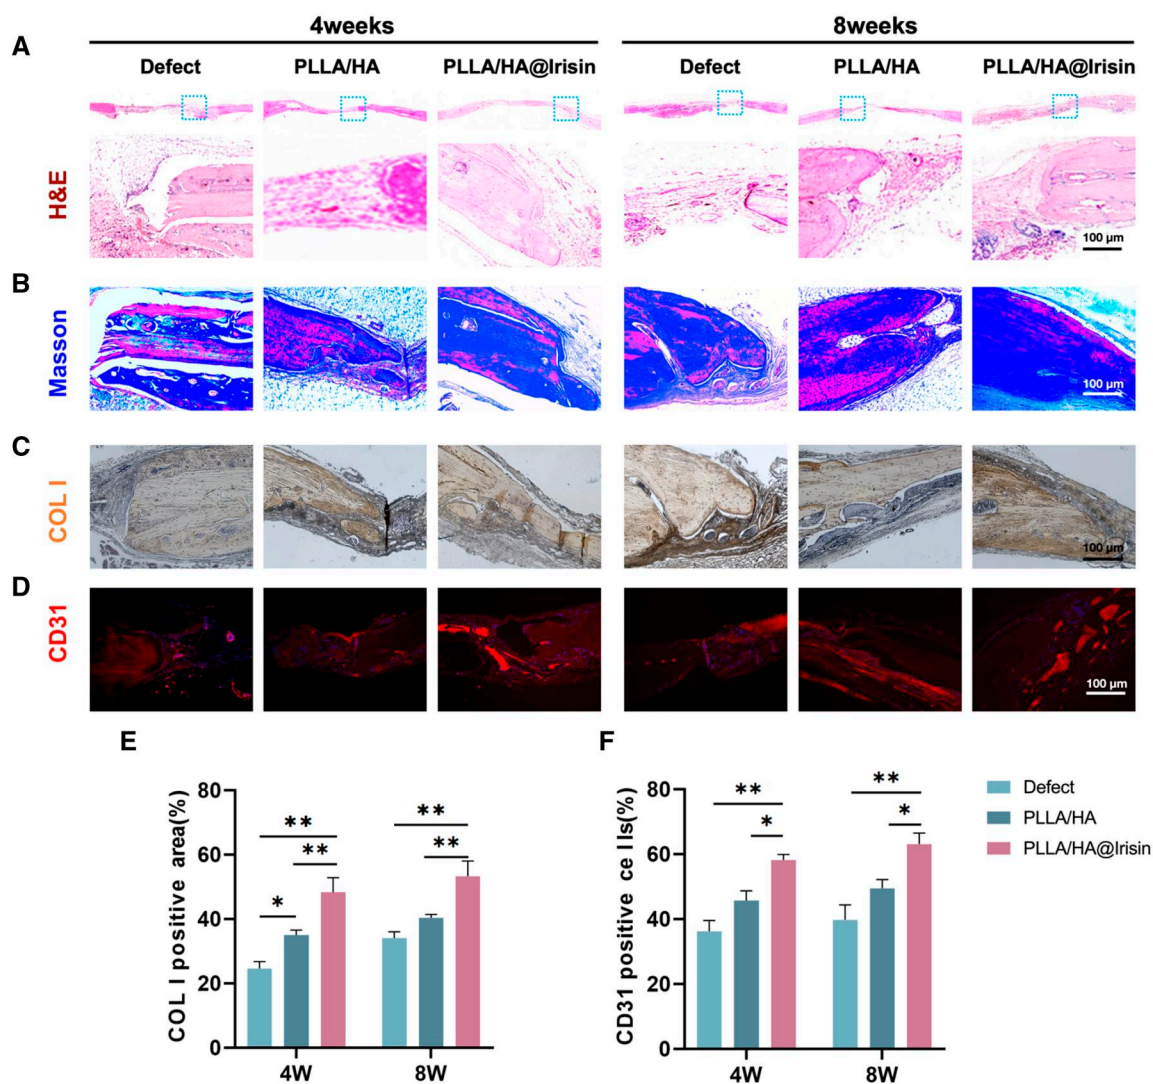 A
4weeks
8weeks
Defect
PLLA/HA
PLLA/HA@Irisin
Defect
PLLA/HA
PLLA/HA@Irisin
H&E
100 μm
B
Masson
100 μm
C
COL I
100 μm
D
CD31
100 μm
E
COL I positive area(%)
80
60
40
20
0
**
**
*
**
**
4W
8W
F
CD31 positive ce lls(%)
80
60
40
20
0
**
*
**
*
4W
8W
Defect
PLLA/HA
PLLA/HA@Irisin